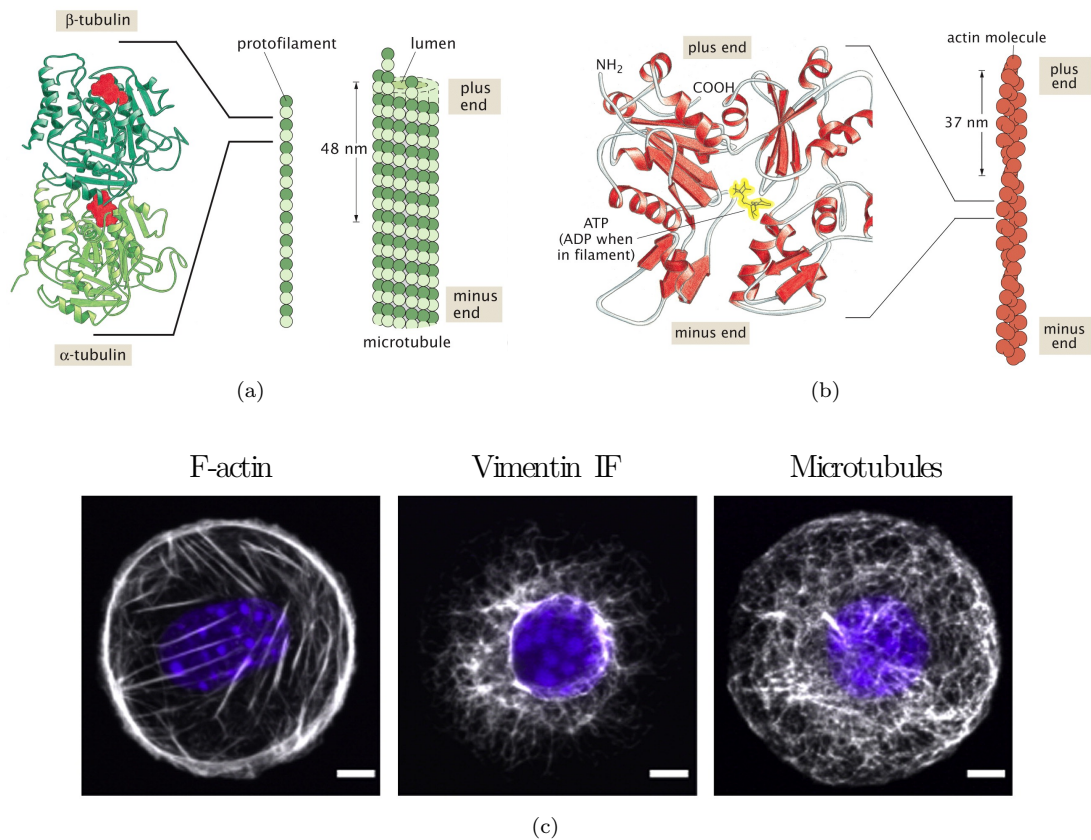 β-tubulin
protofilament
lumen
plus
end
48 nm
minus
end
microtubule
α-tubulin
(a)
plus end
NH2
COOH
ATP
(ADP when
in filament)
minus end
actin molecule
plus
end
37 nm
minus
end
(b)
F-actin
Vimentin IF
Microtubules
(c)